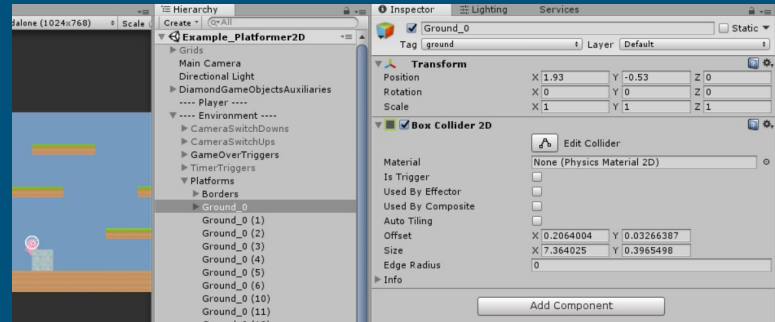 dalone (1024x768) Scale
Hierarchy
Create All
Example_Platformer2D
Grids
Main Camera
Directional Light
DiamondGameObjectsAuxiliaries
---- Player ----
---- Environment ----
CameraSwitchDowns
CameraSwitchUps
GameOverTriggers
TimerTriggers
Platforms
Borders
Ground_0
Ground_0 (1)
Ground_0 (2)
Ground_0 (3)
Ground_0 (4)
Ground_0 (5)
Ground_0 (6)
Ground_0 (10)
Ground_0 (11)
Inspector Lighting Services
Ground_0 Static
Tag ground Layer Default
Transform
Position X 1.93 Y -0.53 Z 0
Rotation X 0 Y 0 Z 0
Scale X 1 Y 1 Z 1
Box Collider 2D
Edit Collider
Material None (Physics Material 2D)
Is Trigger
Used By Effector
Used By Composite
Auto Tiling
Offset X 0.2064004 Y 0.03266387
Size X 7.364025 Y 0.3965498
Edge Radius 0
Info
Add Component